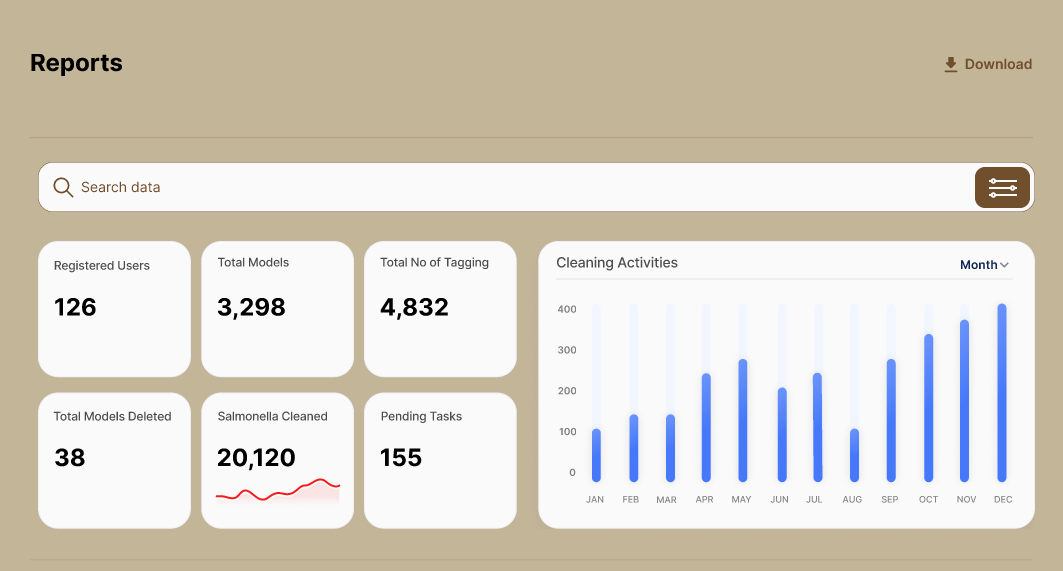 Reports
Download
Search data
Registered Users
126
Total Models
3,298
Total No of Tagging
4,832
Total Models Deleted
38
Salmonella Cleaned
20,120
Pending Tasks
155
Cleaning Activities
Month
400
300
200
100
0
JAN FEB MAR APR MAY JUN JUL AUG SEP OCT NOV DEC